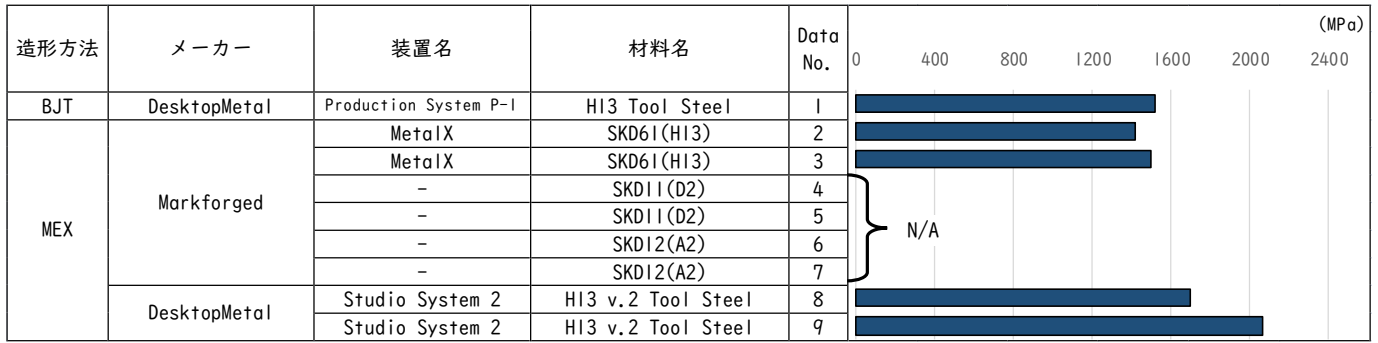 造形方法 メーカー 装置名 材料名 Data No. (MPa)
0 400 800 1200 1600 2000 2400
BJT DesktopMetal Production System P-1 H13 Tool Steel 1
MEX Markforged MetalX SKD61(H13) 2
MetalX SKD61(H13) 3
- SKD11(D2) 4
- SKD11(D2) 5
- SKD12(A2) 6
- SKD12(A2) 7
N/A
DesktopMetal Studio System 2 H13 v.2 Tool Steel 8
Studio System 2 H13 v.2 Tool Steel 9